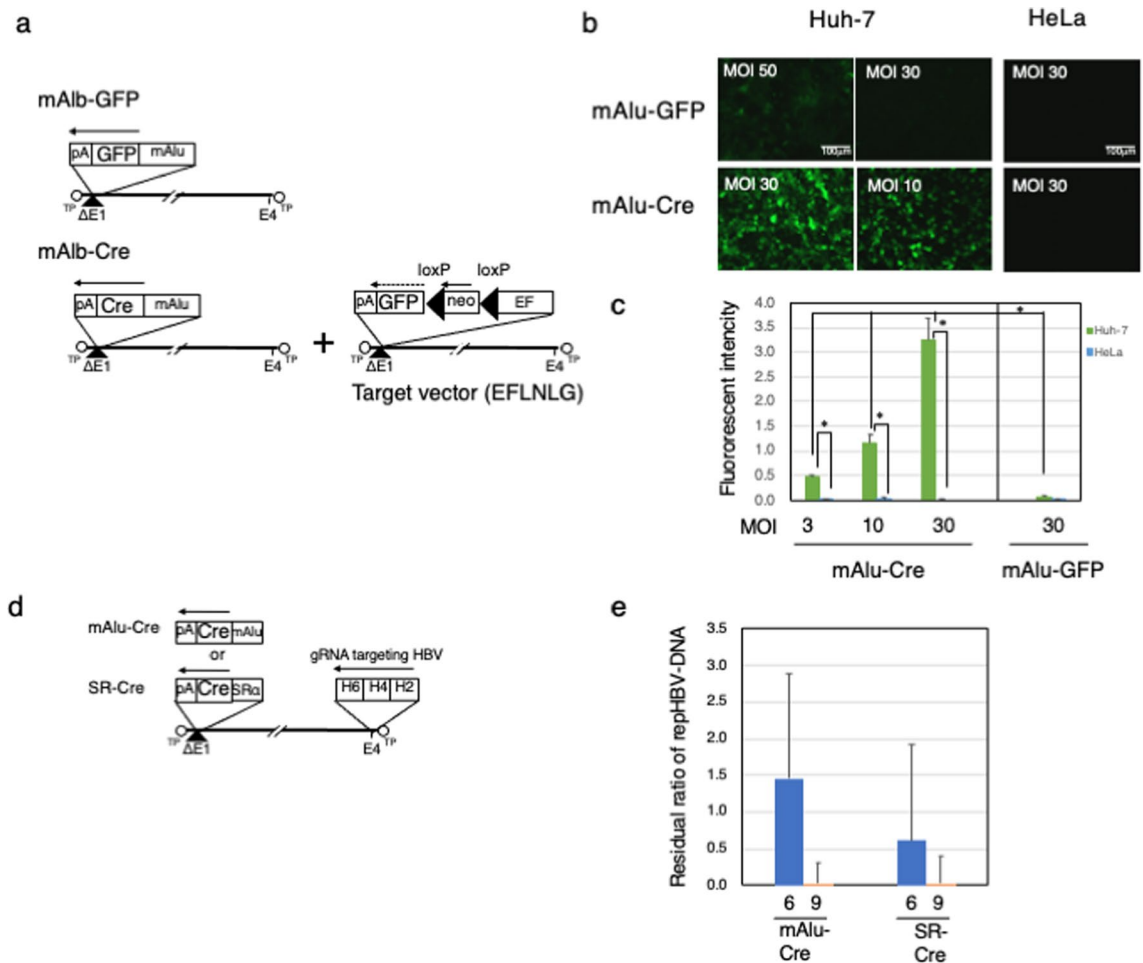 a
mAlb-GFP
pA GFP mAlu
TP ΔE1 E4 TP
mAlb-Cre
pA Cre mAlu
TP ΔE1 E4 TP
+
loxP loxP
pA GFP neo EF
TP ΔE1 E4 TP
Target vector (EFLNLG)
b
Huh-7 HeLa
mAlu-GFP
MOI 50
100μm
MOI 30
MOI 30
100μm
mAlu-Cre
MOI 30
MOI 10
MOI 30
c
Fluororescent intencity
4.0
3.5
3.0
2.5
2.0
1.5
1.0
0.5
0.0
* * * *
Huh-7
HeLa
MOI 3 10 30 30
mAlu-Cre mAlu-GFP
d
mAlu-Cre
pA Cre mAlu
or
SR-Cre
pA Cre SRα
gRNA targeting HBV
H6 H4 H2
TP ΔE1 E4 TP
e
Residual ratio of repHBV-DNA
3.5
3.0
2.5
2.0
1.5
1.0
0.5
0.0
6 9 6 9
mAlu-
Cre
SR-
Cre